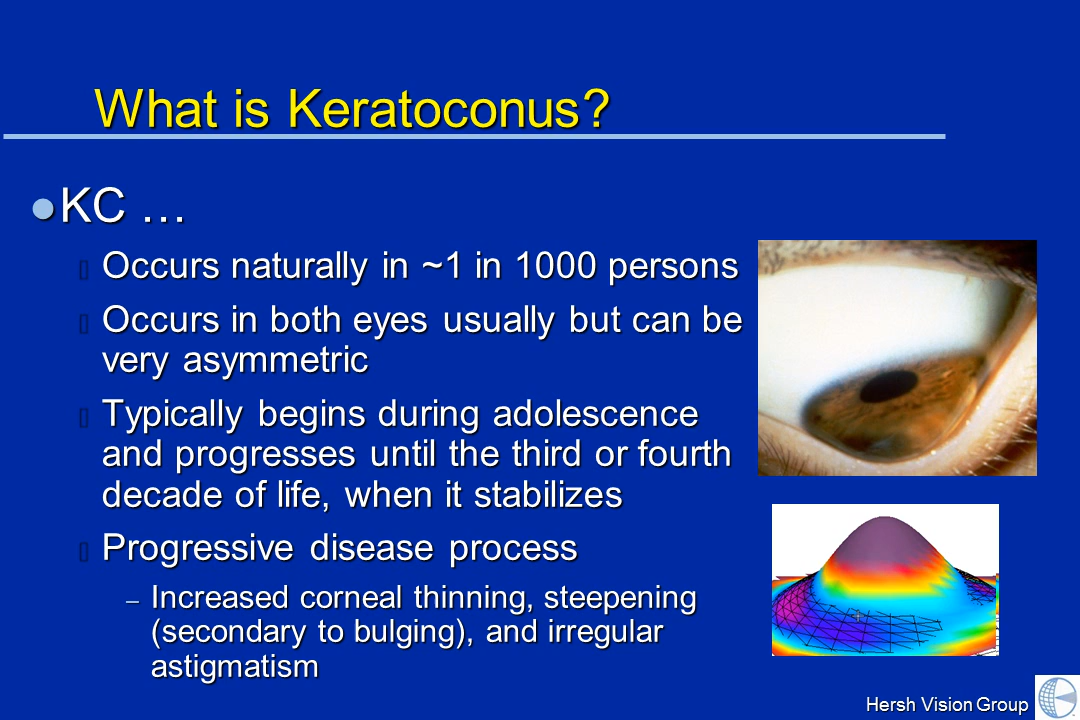 What is Keratoconus?
KC …
Occurs naturally in ~1 in 1000 persons
Occurs in both eyes usually but can be
very asymmetric
Typically begins during adolescence
and progresses until the third or fourth
decade of life, when it stabilizes
Progressive disease process
– Increased corneal thinning, steepening
(secondary to bulging), and irregular
astigmatism
Hersh Vision Group